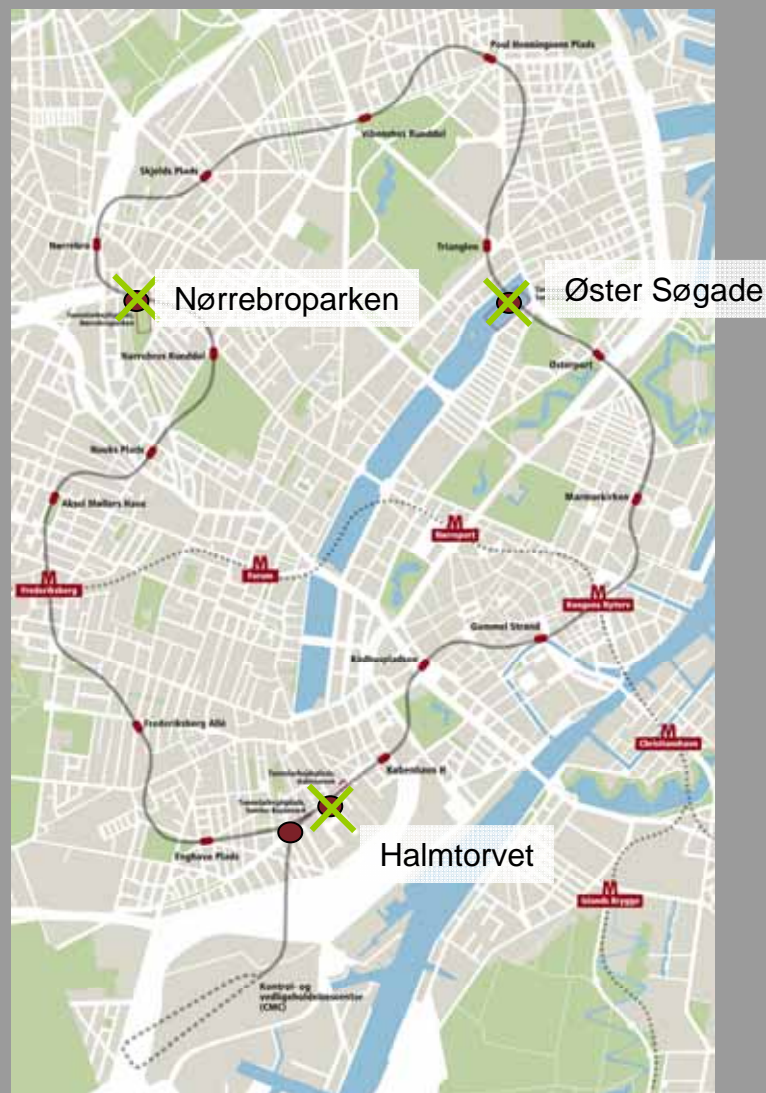 Poul Henningsens Plads
Vibenshus Runddel
Skjolds Plads
Nørrebro
Trianglen
Nørrebroparken
Øster Søgade
Nørrebroparken
Nørrebros Runddel
Østerport
Nuuks Plads
Aksel Møllers Have
Marmorkirken
Nørreport
Forum
Frederiksberg
Kongens Nytorv
Gammel Strand
Rådhuspladsen
Frederiksberg Allé
Christianshavn
København H
Enghave Plads
Halmtorvet
Islands Brygge
Kontrol- og
vedligeholdelsescenter
(CMC)